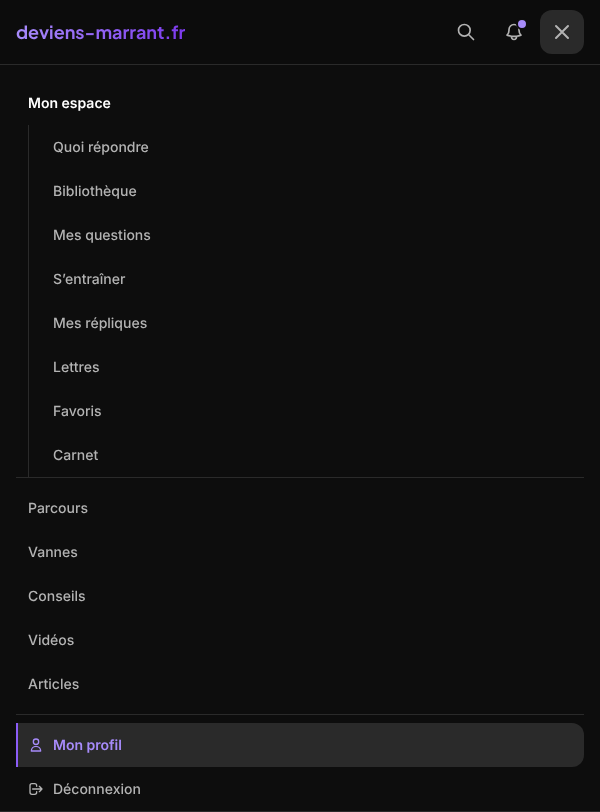 deviens-marrant.fr
Mon espace
Quoi répondre
Bibliothèque
Mes questions
S’entraîner
Mes répliques
Lettres
Favoris
Carnet
Parcours
Vannes
Conseils
Vidéos
Articles
Mon profil
Déconnexion